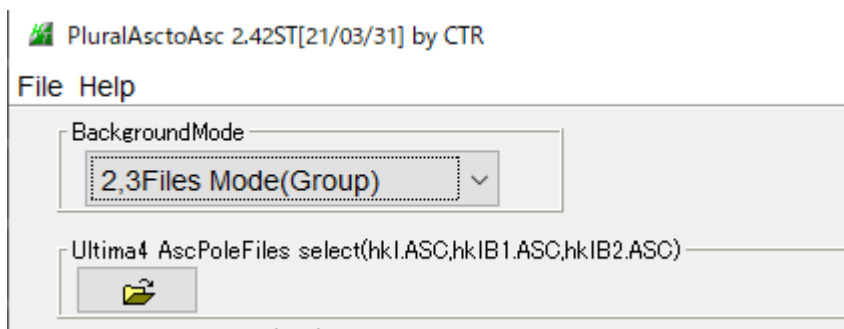 PluralAsctoAsc 2.42ST[21/03/31] by CTR
File Help
BackgroundMode
2,3Files Mode(Group)
Ultima4 AscPoleFiles select(hkl.ASC,hklB1.ASC,hklB2.ASC)